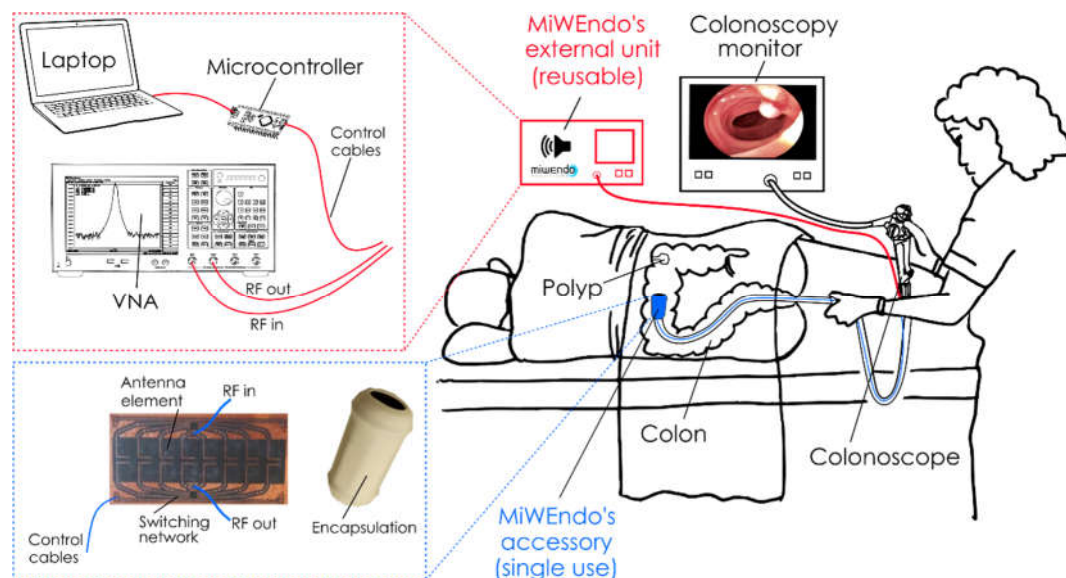 Laptop
Microcontroller
Control
cables
VNA
RF out
RF in
MiWEndo's
external unit
(reusable)
miwendo
Colonoscopy
monitor
Polyp
Colon
Colonoscope
MiWEndo's
accessory
(single use)
Antenna
element
RF in
RF out
Switching
network
Control
cables
Encapsulation